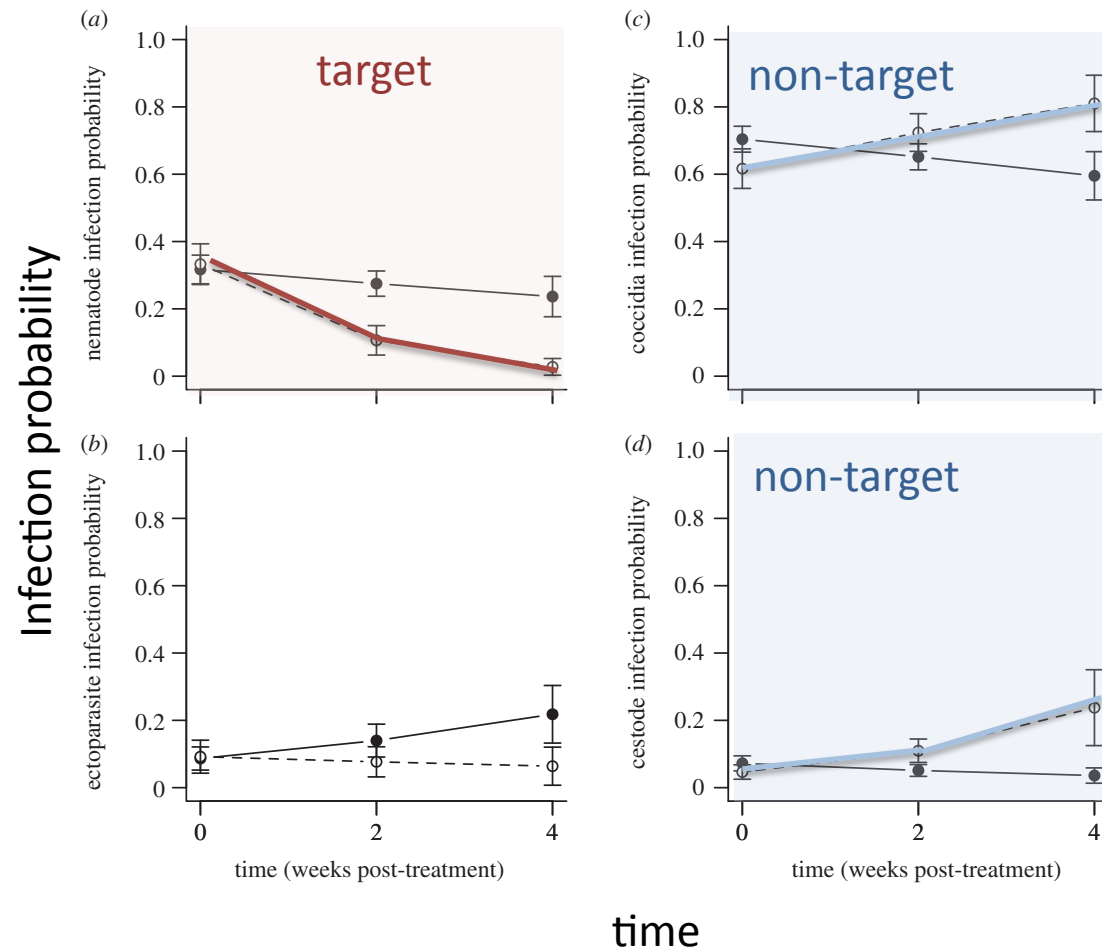 Infection probability
(a)
target
nematode infection probability
1.0
0.8
0.6
0.4
0.2
0
(c)
non-target
coccidia infection probability
1.0
0.8
0.6
0.4
0.2
0
(b)
ectoparasite infection probability
1.0
0.8
0.6
0.4
0.2
0
0 2 4
time (weeks post-treatment)
(d)
non-target
cestode infection probability
1.0
0.8
0.6
0.4
0.2
0
0 2 4
time (weeks post-treatment)
time